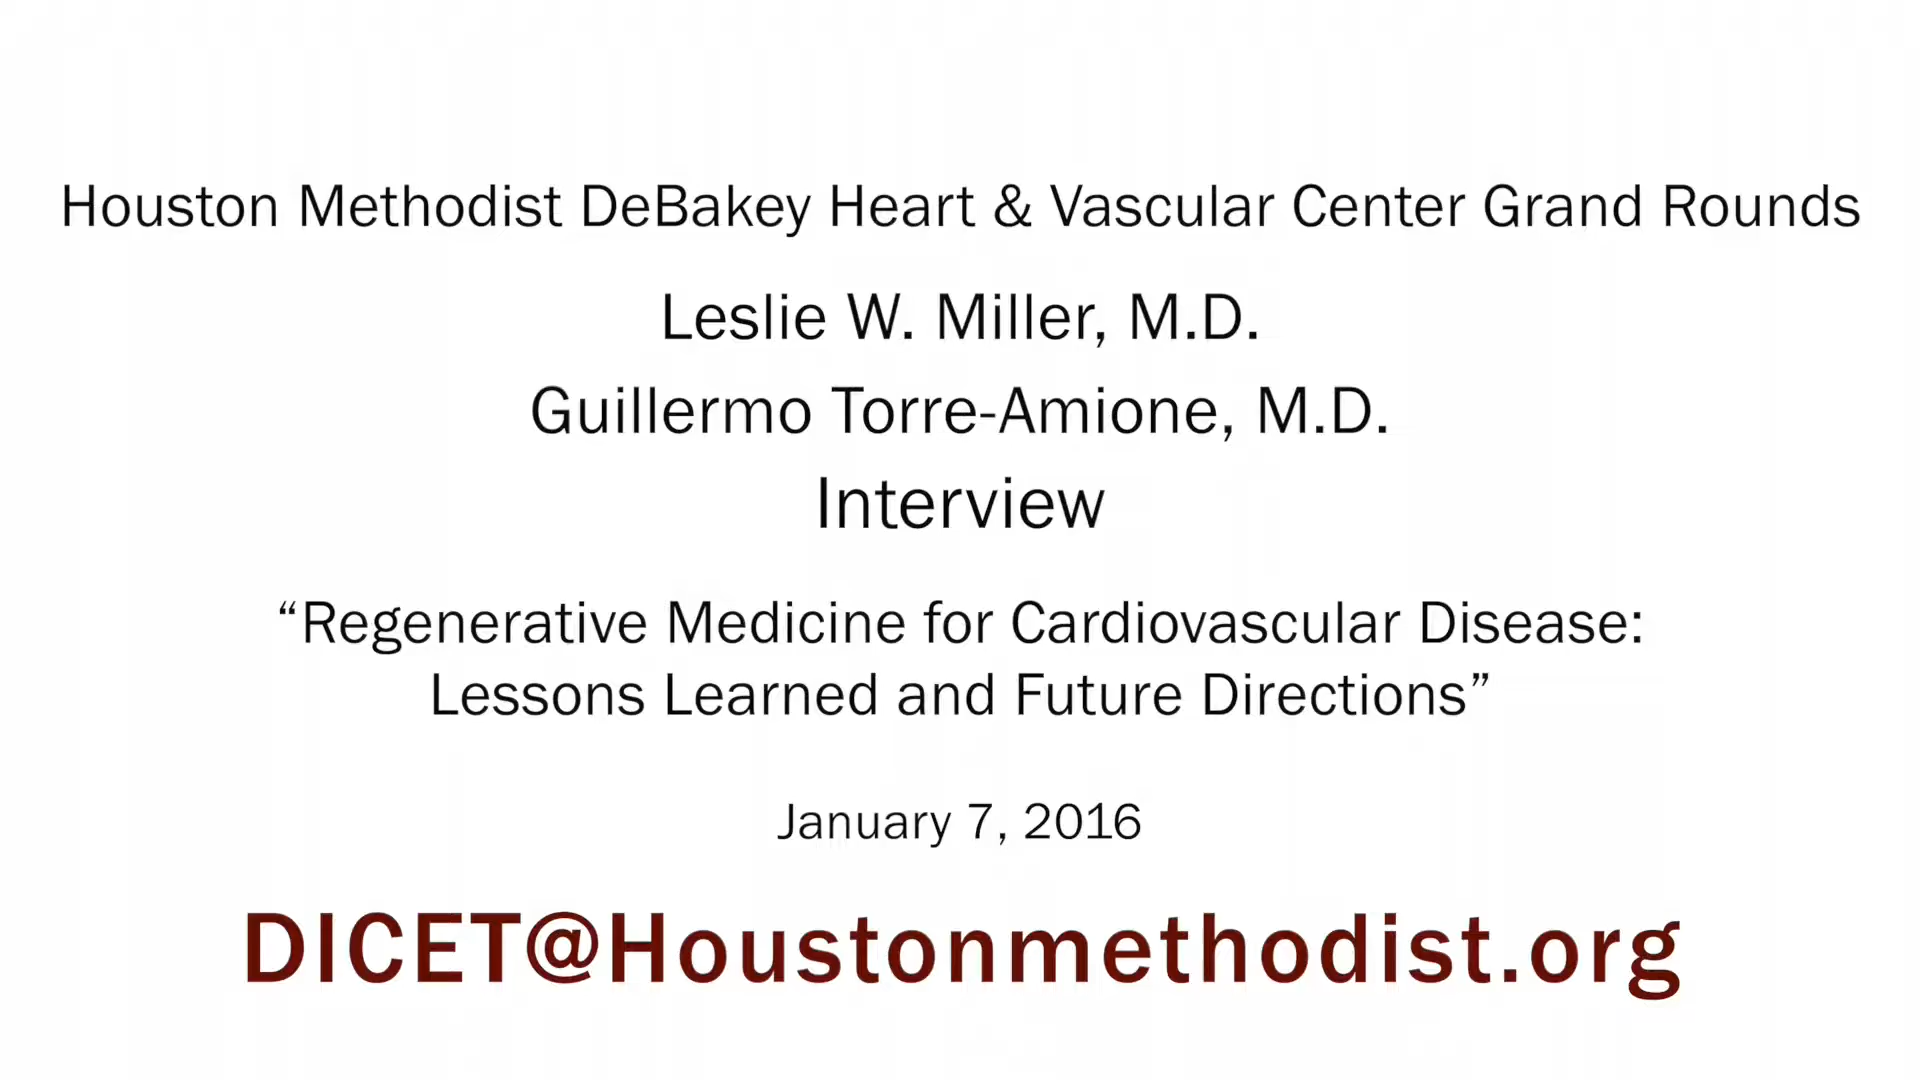 Houston Methodist DeBakey Heart & Vascular Center Grand Rounds
Leslie W. Miller, M.D.
Guillermo Torre-Amione, M.D.
Interview
“Regenerative Medicine for Cardiovascular Disease:
Lessons Learned and Future Directions”
January 7, 2016
DICET@Houstonmethodist.org